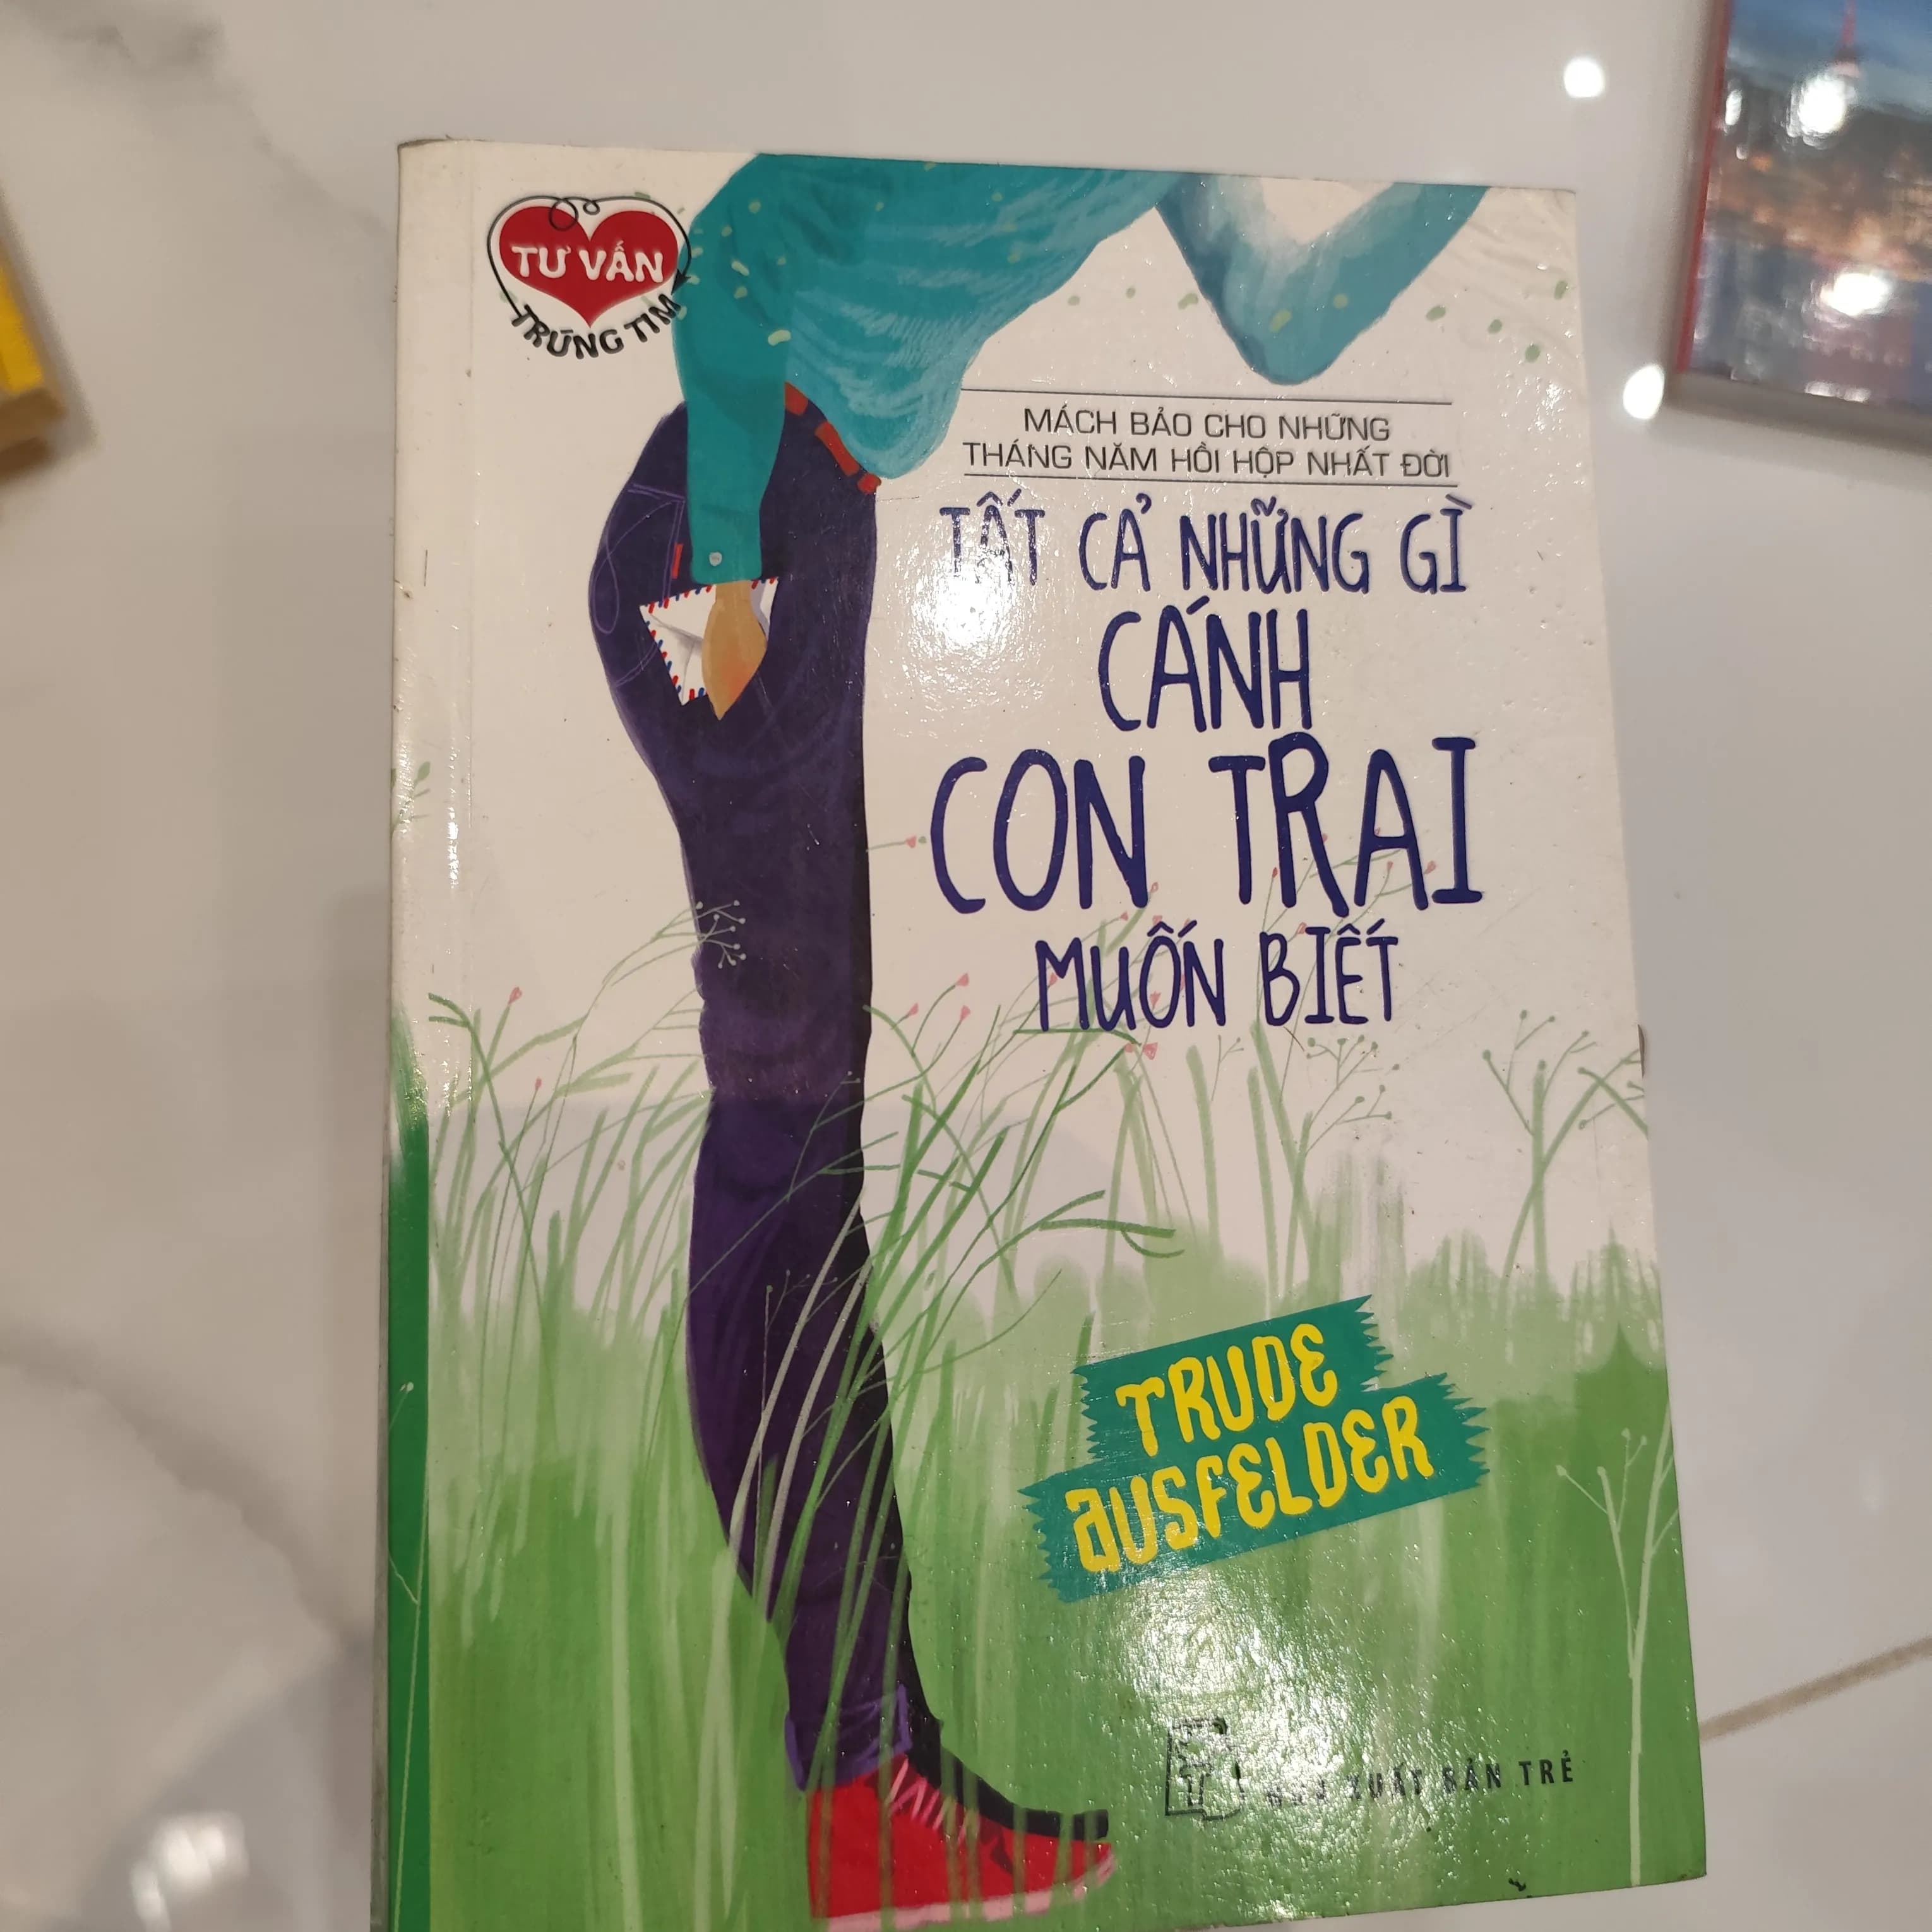 TƯ VẤN
TRÚNG TIM
MÁCH BẢO CHO NHỮNG
THÁNG NĂM HỒI HỘP NHẤT ĐỜI
TẤT CẢ NHỮNG GÌ
CÁNH
CON TRAI
MUỐN BIẾT
TRUDE
AUSFELDER
NHÀ XUẤT BẢN TRẺ